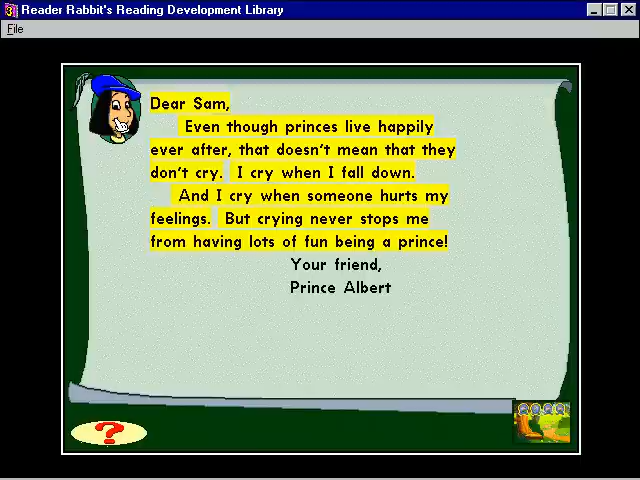 Reader Rabbit's Reading Development Library
File
Dear Sam,
Even though princes live happily
ever after, that doesn't mean that they
don't cry. I cry when I fall down.
And I cry when someone hurts my
feelings. But crying never stops me
from having lots of fun being a prince!
Your friend,
Prince Albert
?